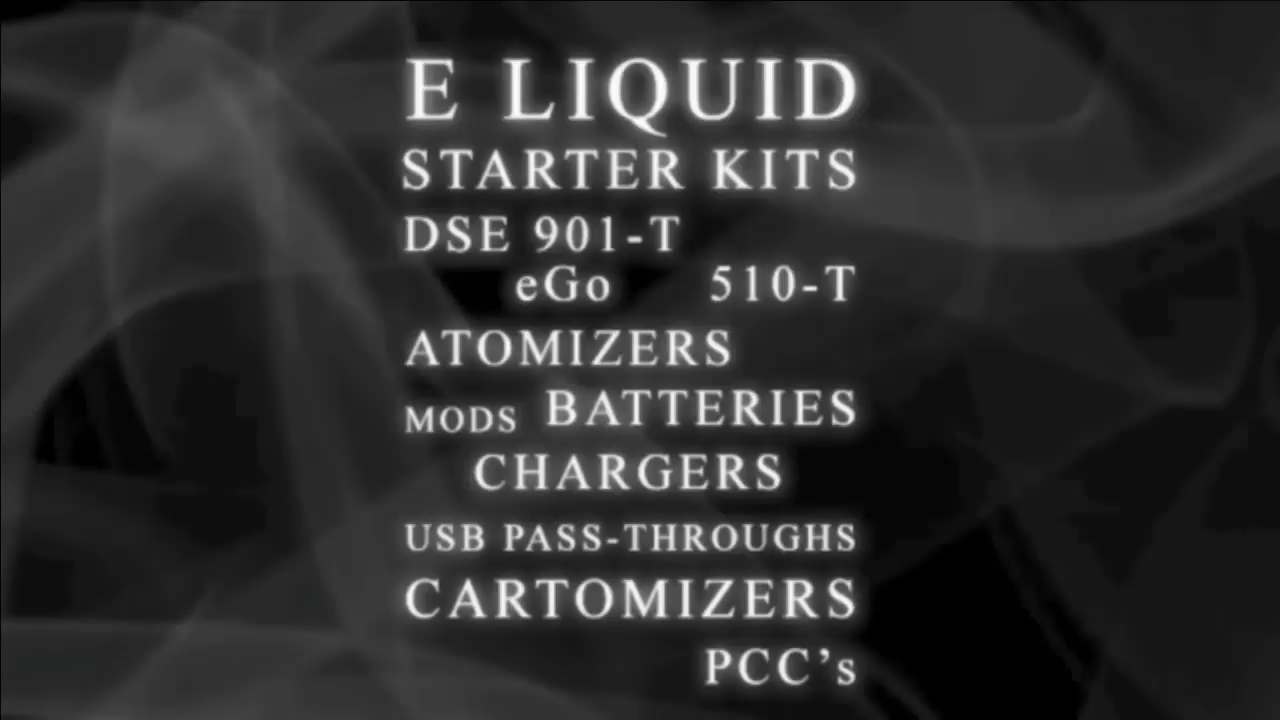 E LIQUID
STARTER KITS
DSE 901-T
eGo 510-T
ATOMIZERS
MODS BATTERIES
CHARGERS
USB PASS-THROUGHS
CARTOMIZERS
PCC's